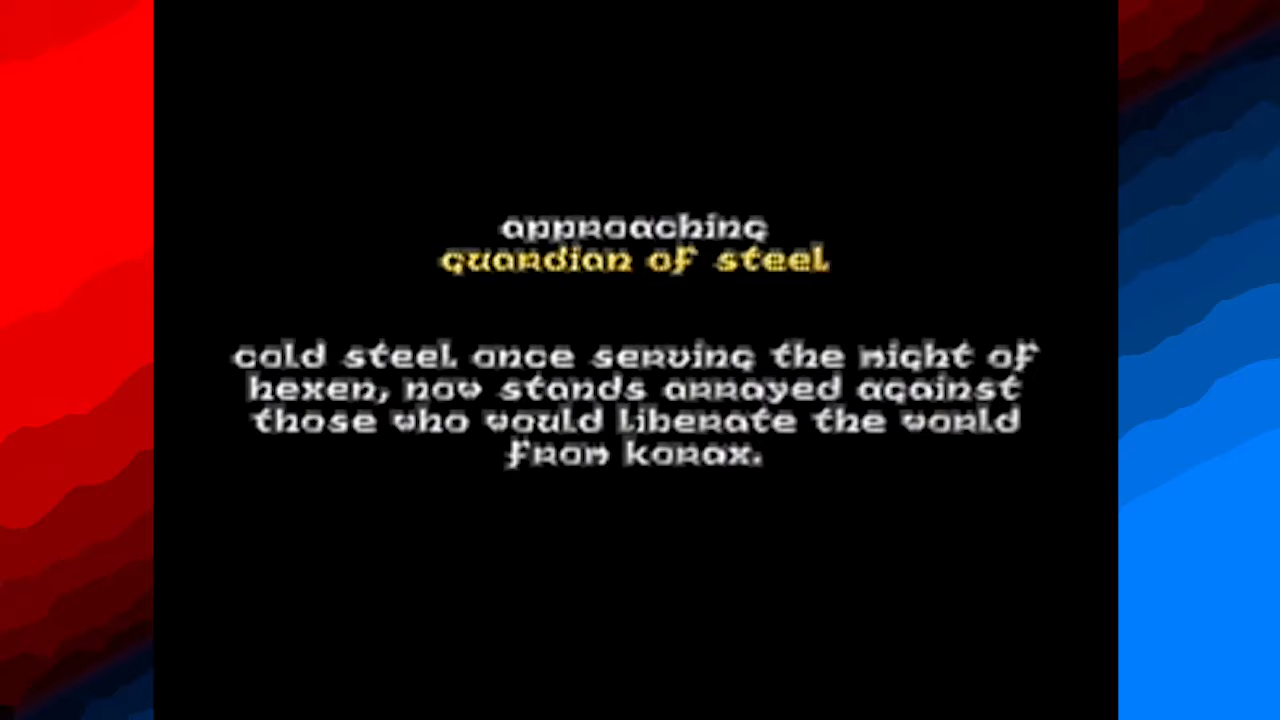 approaching
guardian of steel
cold steel once serving the might of
hexen, now stands arrayed against
those who would liberate the world
from korax.